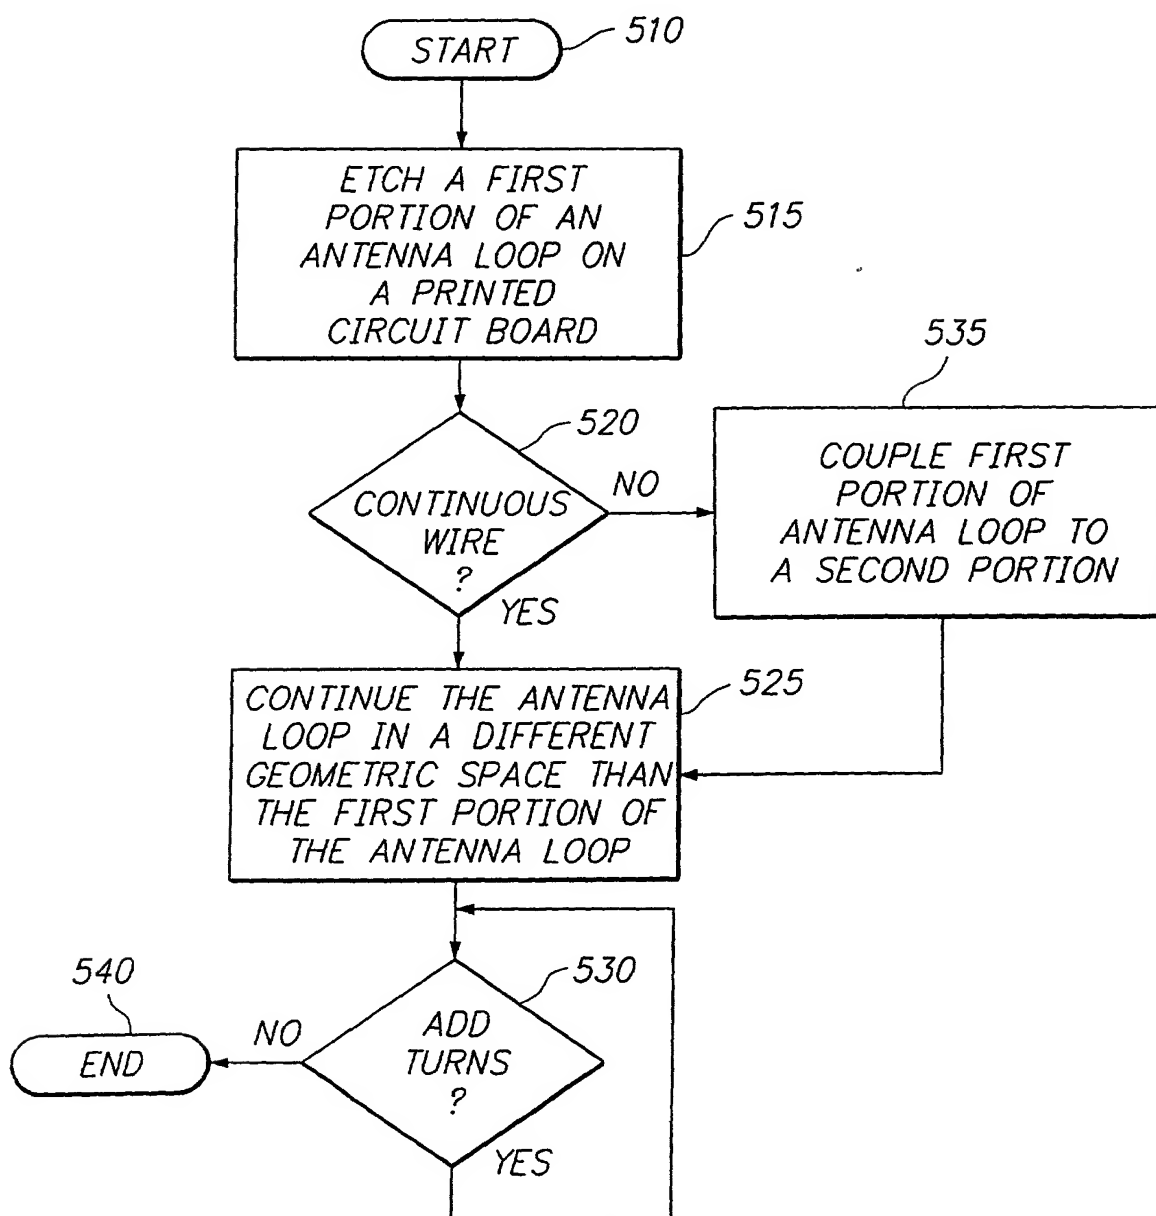 START
510
ETCH A FIRST
PORTION OF AN
ANTENNA LOOP ON
A PRINTED
CIRCUIT BOARD
515
CONTINUOUS
WIRE
?
520
NO
YES
535
COUPLE FIRST
PORTION OF
ANTENNA LOOP TO
A SECOND PORTION
CONTINUE THE ANTENNA
LOOP IN A DIFFERENT
GEOMETRIC SPACE THAN
THE FIRST PORTION OF
THE ANTENNA LOOP
525
ADD
TURNS
?
530
NO
YES
540
END